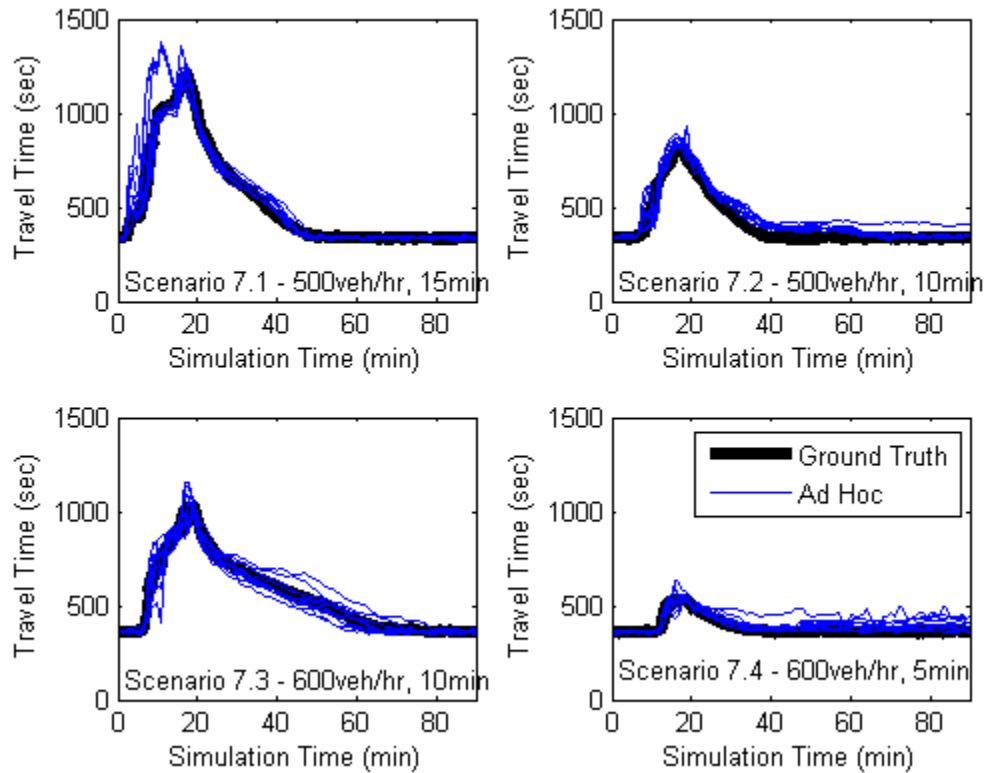 1500
1000
500
0
Travel Time (sec)
Scenario 7.1 - 500veh/hr, 15min
0 20 40 60 80
Simulation Time (min)
1500
1000
500
0
Travel Time (sec)
Scenario 7.2 - 500veh/hr, 10min
0 20 40 60 80
Simulation Time (min)
1500
1000
500
0
Travel Time (sec)
Scenario 7.3 - 600veh/hr, 10min
0 20 40 60 80
Simulation Time (min)
1500
1000
500
0
Travel Time (sec)
Ground Truth
Ad Hoc
Scenario 7.4 - 600veh/hr, 5min
0 20 40 60 80
Simulation Time (min)